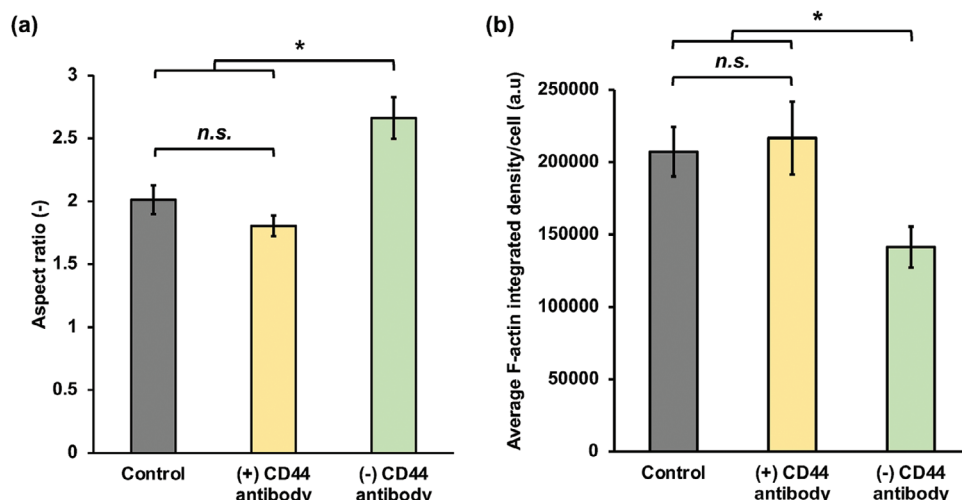 (a)
*
3
2.5
2
1.5
1
0.5
0
Aspect ratio (-)
n.s.
Control
(+) CD44
antibody
(-) CD44
antibody
(b)
*
n.s.
250000
200000
150000
100000
50000
0
Average F-actin integrated density/cell (a.u)
Control
(+) CD44
antibody
(-) CD44
antibody